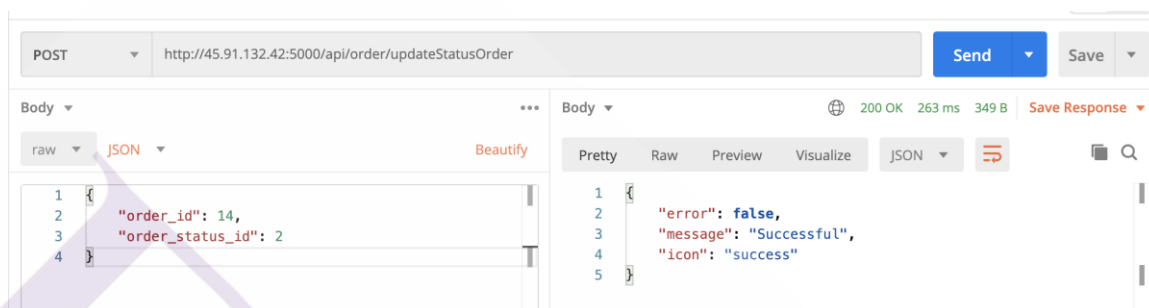 POST http://45.91.132.42:5000/api/order/updateStatusOrder Send Save
Body ••• Body 200 OK 263 ms 349 B Save Response
raw JSON Beautify Pretty Raw Preview Visualize JSON
1 {
2 "order_id": 14,
3 "order_status_id": 2
4 }
1 {
2 "error": false,
3 "message": "Successful",
4 "icon": "success"
5 }